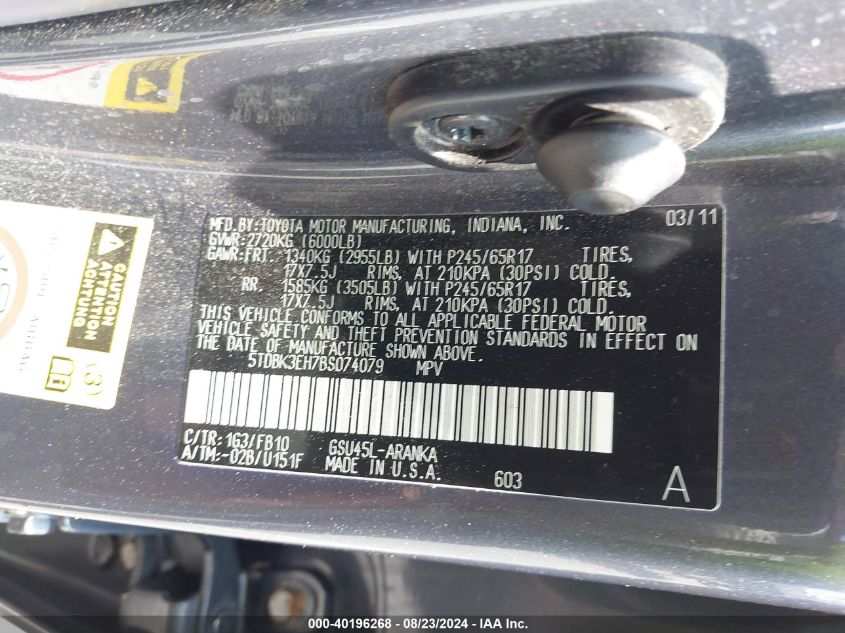 MFD.BY:TOYOTA MOTOR MANUFACTURING, INDIANA, INC. 03/11
GVWR:2720KG (6000LB)
GAWR:FRT. 1340KG (2955LB) WITH P245/65R17 TIRES,
17X7.5J RIMS, AT 210KPA (30PSI) COLD.
RR. 1585KG (3505LB) WITH P245/65R17 TIRES,
17X7.5J RIMS, AT 210KPA (30PSI) COLD.
THIS VEHICLE CONFORMS TO ALL APPLICABLE FEDERAL MOTOR
VEHICLE SAFETY AND THEFT PREVENTION STANDARDS IN EFFECT ON
THE DATE OF MANUFACTURE SHOWN ABOVE.
5TDBK3EH7BS074079 MPV
C/TR: 1G3/FB10 GSU45L-ARANKA
A/TM:-02B/U151F MADE IN U.S.A. 603
A
CAUTION
ATTENTION
ACHTUNG
SRS AIRBAG
(3)
© IAA - #: 40196268 - 08/23/2024 - IAA, Inc.